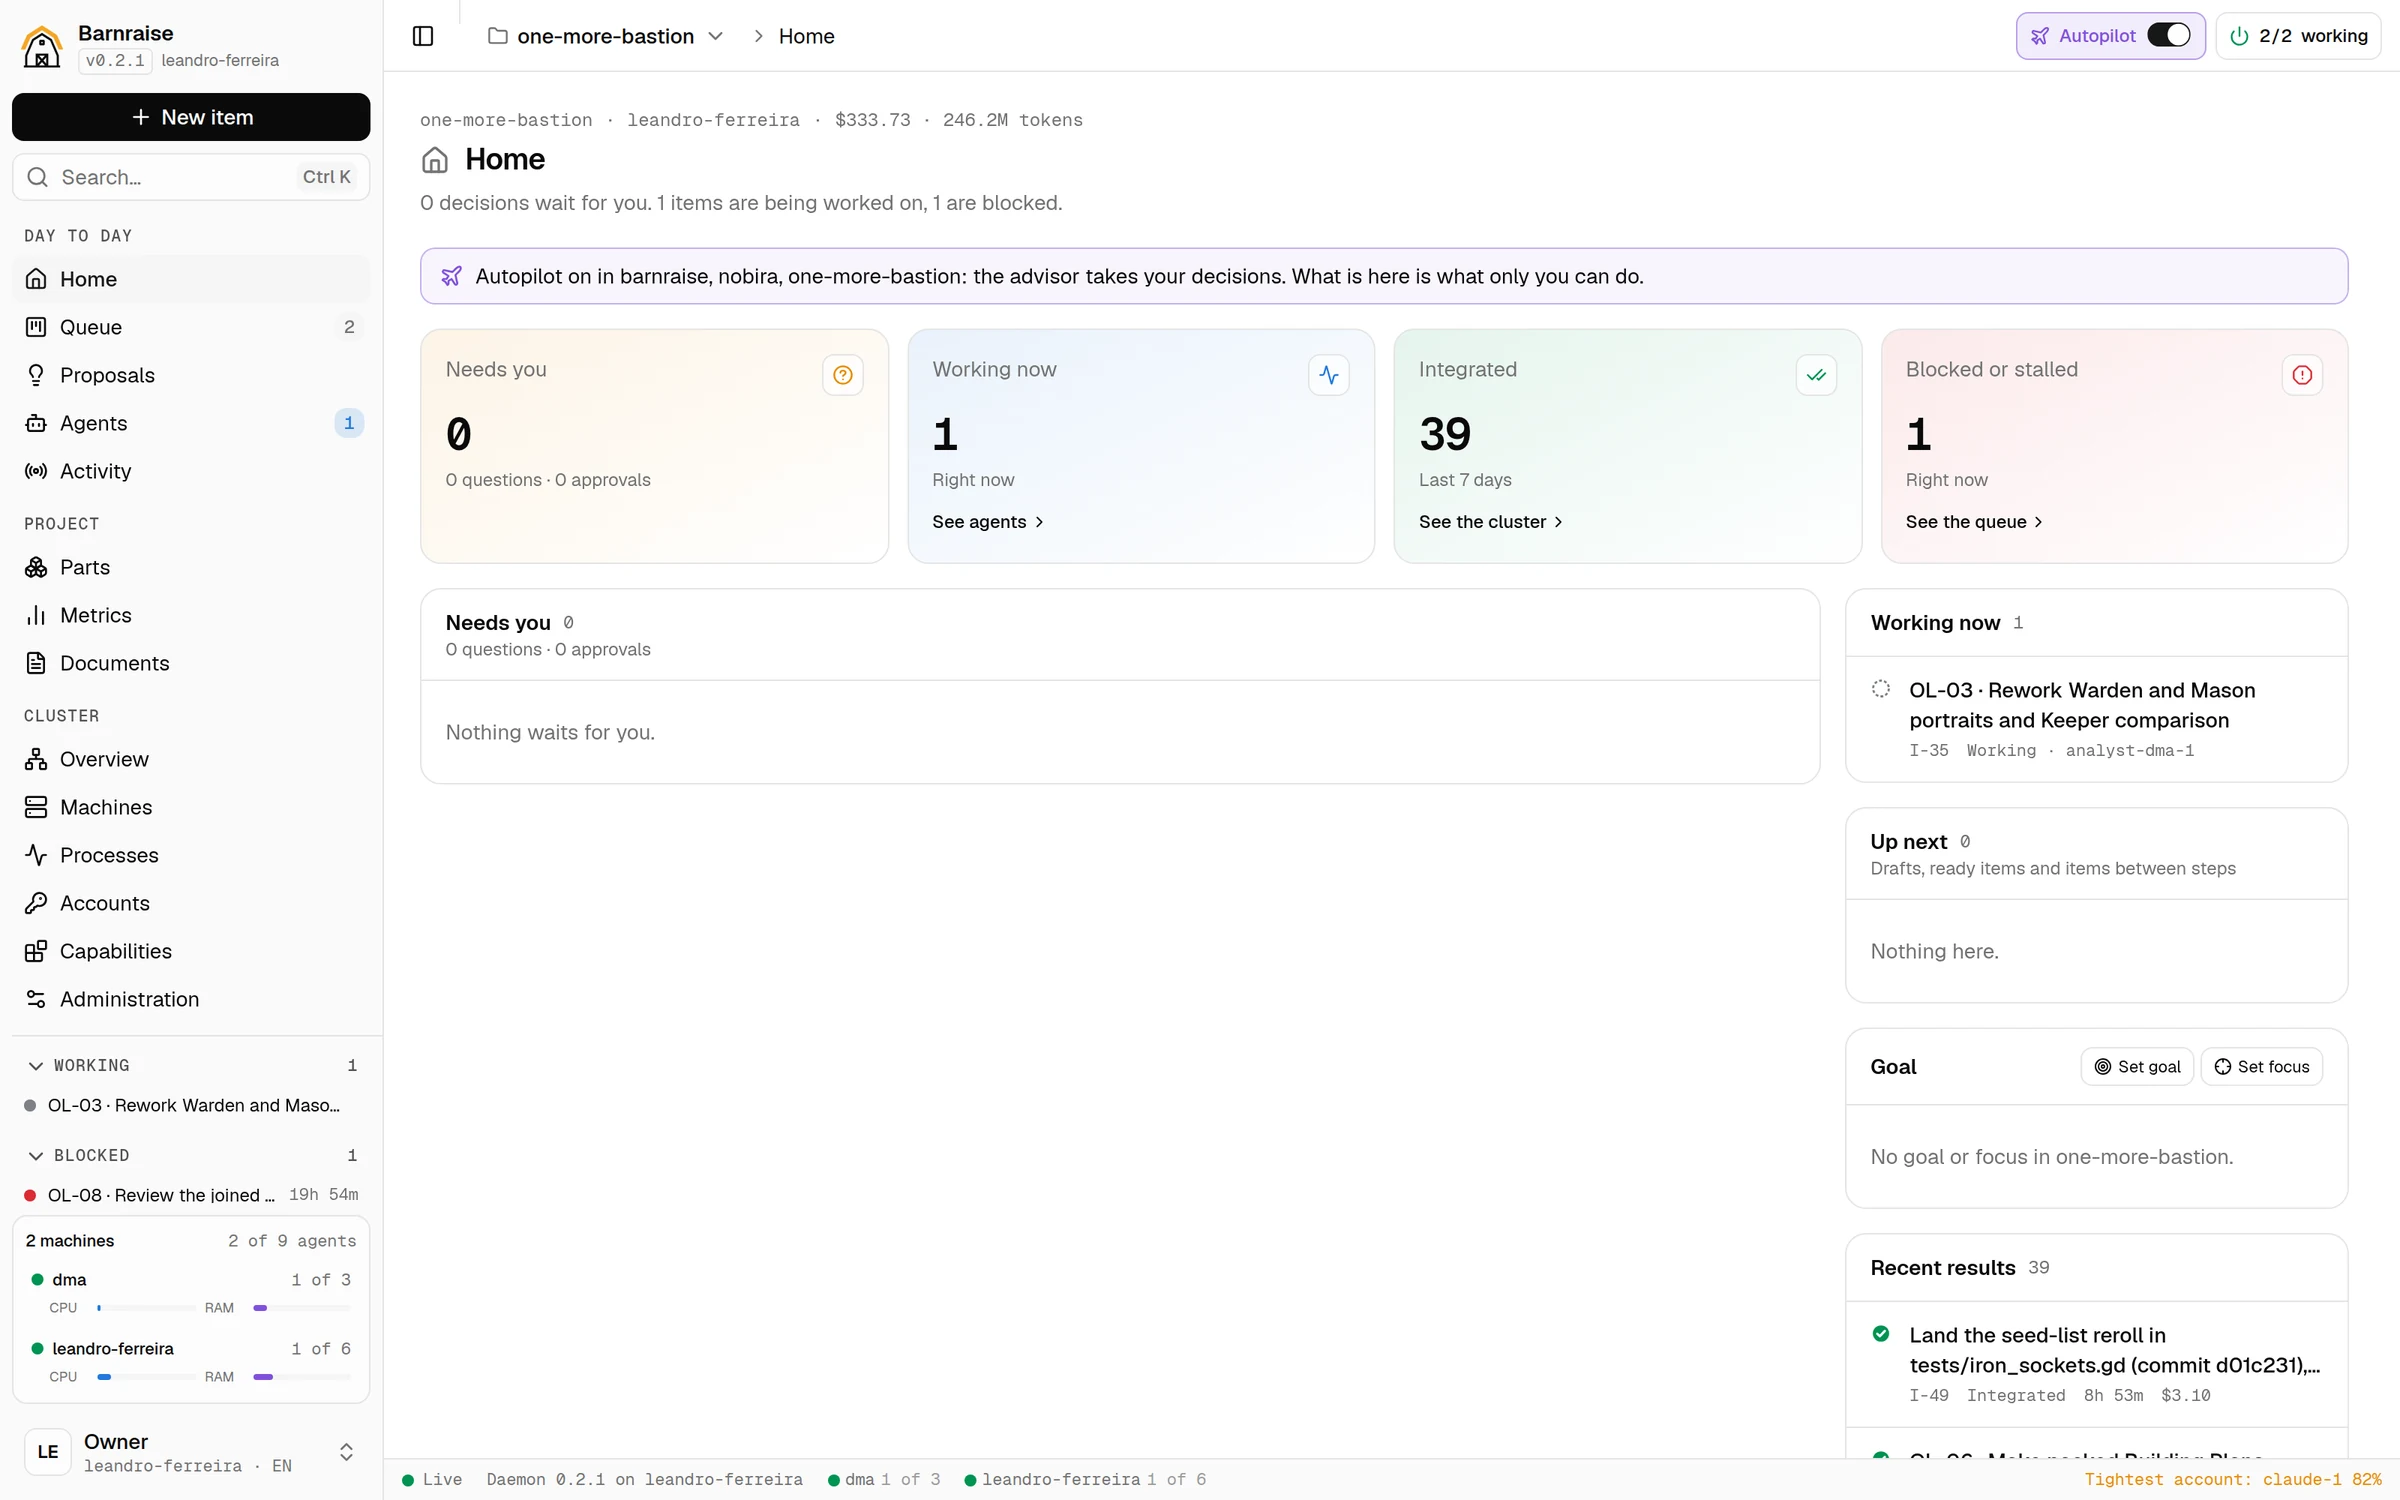 Barnraise
v0.2.1 leandro-ferreira
New item
Search... Ctrl K
DAY TO DAY
Home
Queue 2
Proposals
Agents 1
Activity
PROJECT
Parts
Metrics
Documents
CLUSTER
Overview
Machines
Processes
Accounts
Capabilities
Administration
WORKING 1
OL-03 · Rework Warden and Maso...
BLOCKED 1
OL-08 · Review the joined ... 19h 54m
2 machines 2 of 9 agents
dma 1 of 3
CPU RAM
leandro-ferreira 1 of 6
CPU RAM
LE Owner
leandro-ferreira · EN
one-more-bastion > Home
Autopilot 2/2 working
one-more-bastion · leandro-ferreira · $333.73 · 246.2M tokens
Home
0 decisions wait for you. 1 items are being worked on, 1 are blocked.
Autopilot on in barnraise, nobira, one-more-bastion: the advisor takes your decisions. What is here is what only you can do.
Needs you
0
0 questions · 0 approvals
Working now
1
Right now
See agents >
Integrated
39
Last 7 days
See the cluster >
Blocked or stalled
1
Right now
See the queue >
Needs you 0
0 questions · 0 approvals
Nothing waits for you.
Working now 1
OL-03 · Rework Warden and Mason
portraits and Keeper comparison
I-35 Working · analyst-dma-1
Up next 0
Drafts, ready items and items between steps
Nothing here.
Goal Set goal Set focus
No goal or focus in one-more-bastion.
Recent results 39
Land the seed-list reroll in
tests/iron_sockets.gd (commit d01c231),...
I-49 Integrated 8h 53m $3.10
Live Daemon 0.2.1 on leandro-ferreira dma 1 of 3 leandro-ferreira 1 of 6
Tightest account: claude-1 82%